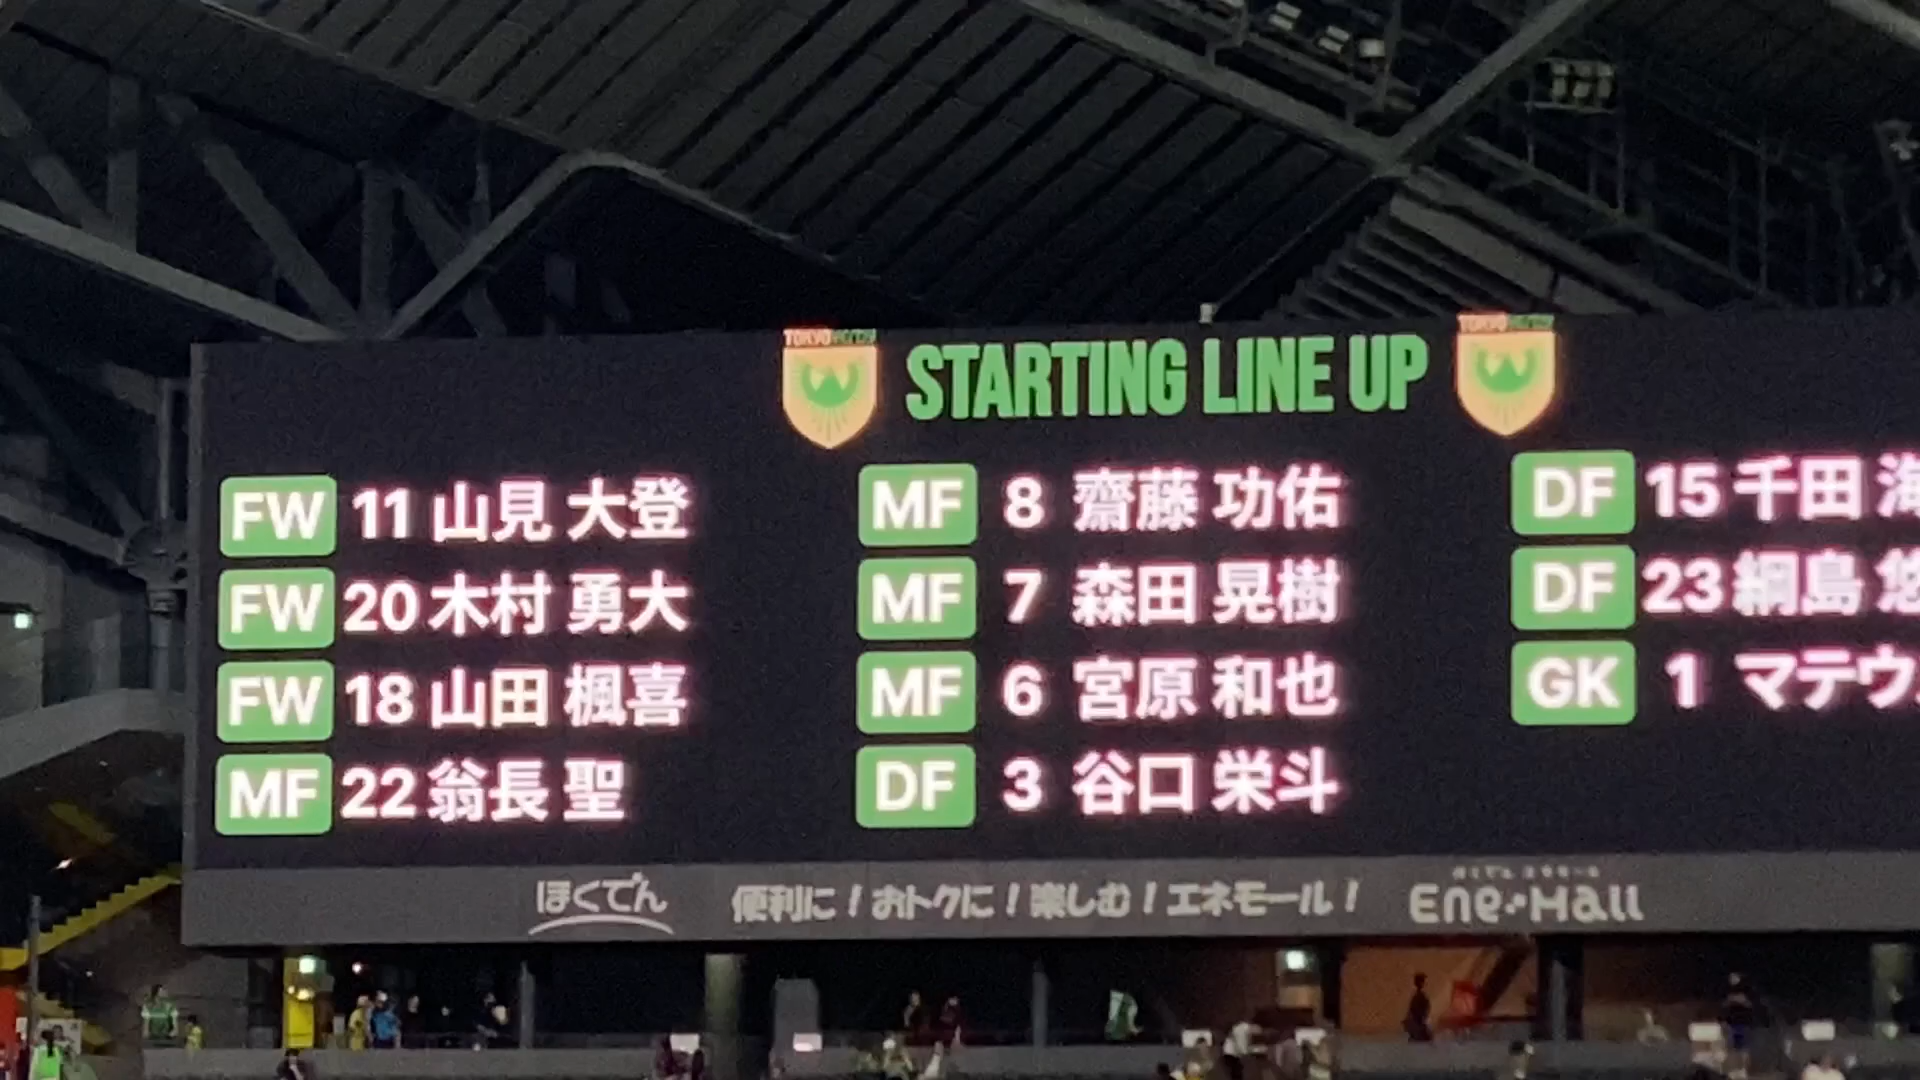 STARTING LINE UP
FW 11 山見 大登
FW 20 木村 勇大
FW 18 山田 楓喜
MF 22 翁長 聖
MF 8 齋藤 功佑
MF 7 森田 晃樹
MF 6 宮原 和也
DF 3 谷口 栄斗
DF 15 千田 海
DF 23 綱島 悠
GK 1 マテウ
ほくでん 便利に!おトクに!楽しむ!エネモール! Ene・Mall